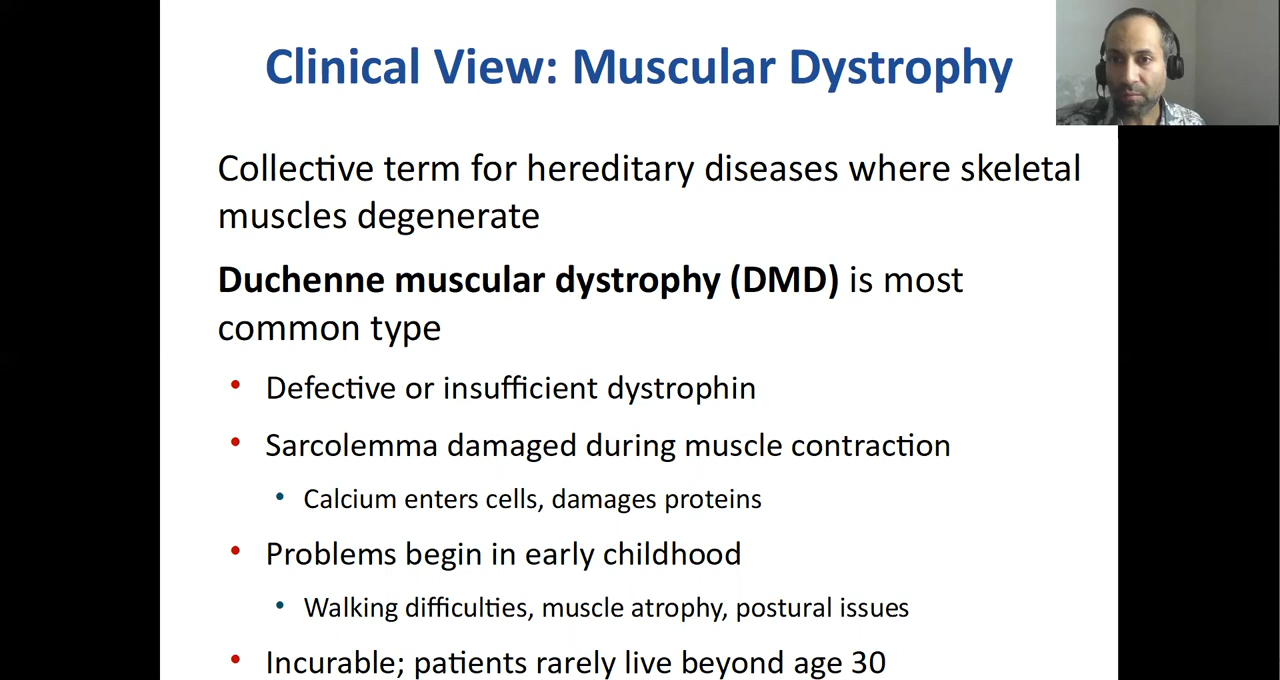 Clinical View: Muscular Dystrophy
Collective term for hereditary diseases where skeletal
muscles degenerate
Duchenne muscular dystrophy (DMD) is most
common type
• Defective or insufficient dystrophin
• Sarcolemma damaged during muscle contraction
• Calcium enters cells, damages proteins
• Problems begin in early childhood
• Walking difficulties, muscle atrophy, postural issues
• Incurable; patients rarely live beyond age 30